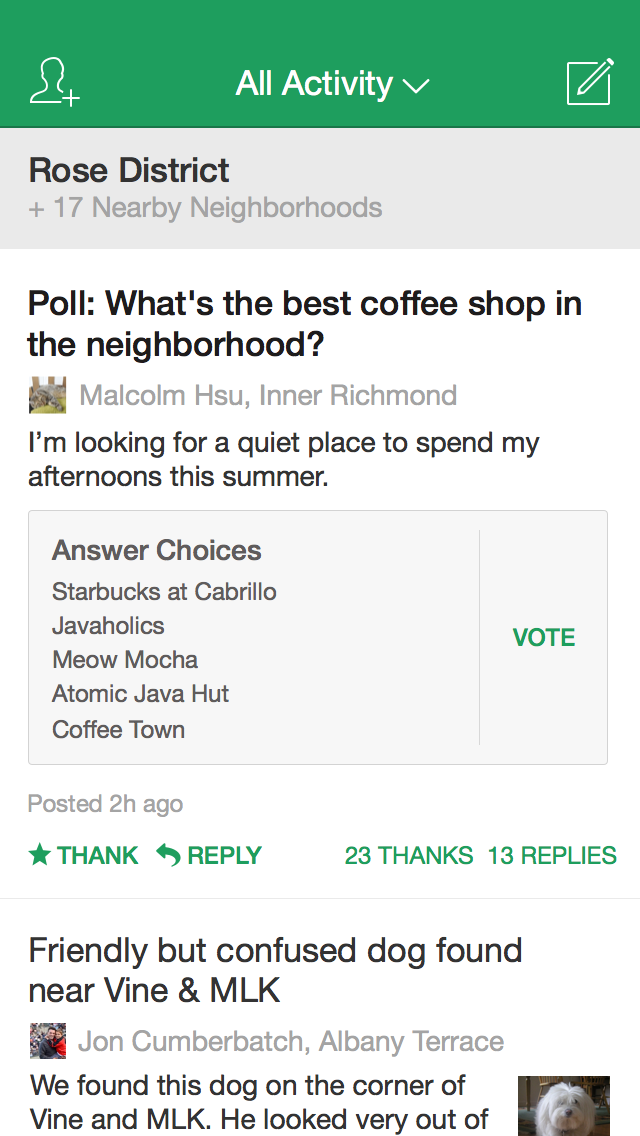 All Activity
Rose District
+ 17 Nearby Neighborhoods
Poll: What's the best coffee shop in
the neighborhood?
Malcolm Hsu, Inner Richmond
I’m looking for a quiet place to spend my
afternoons this summer.
Answer Choices
Starbucks at Cabrillo
Javaholics
Meow Mocha
Atomic Java Hut
Coffee Town
VOTE
Posted 2h ago
THANK REPLY 23 THANKS 13 REPLIES
Friendly but confused dog found
near Vine & MLK
Jon Cumberbatch, Albany Terrace
We found this dog on the corner of
Vine and MLK. He looked very out of